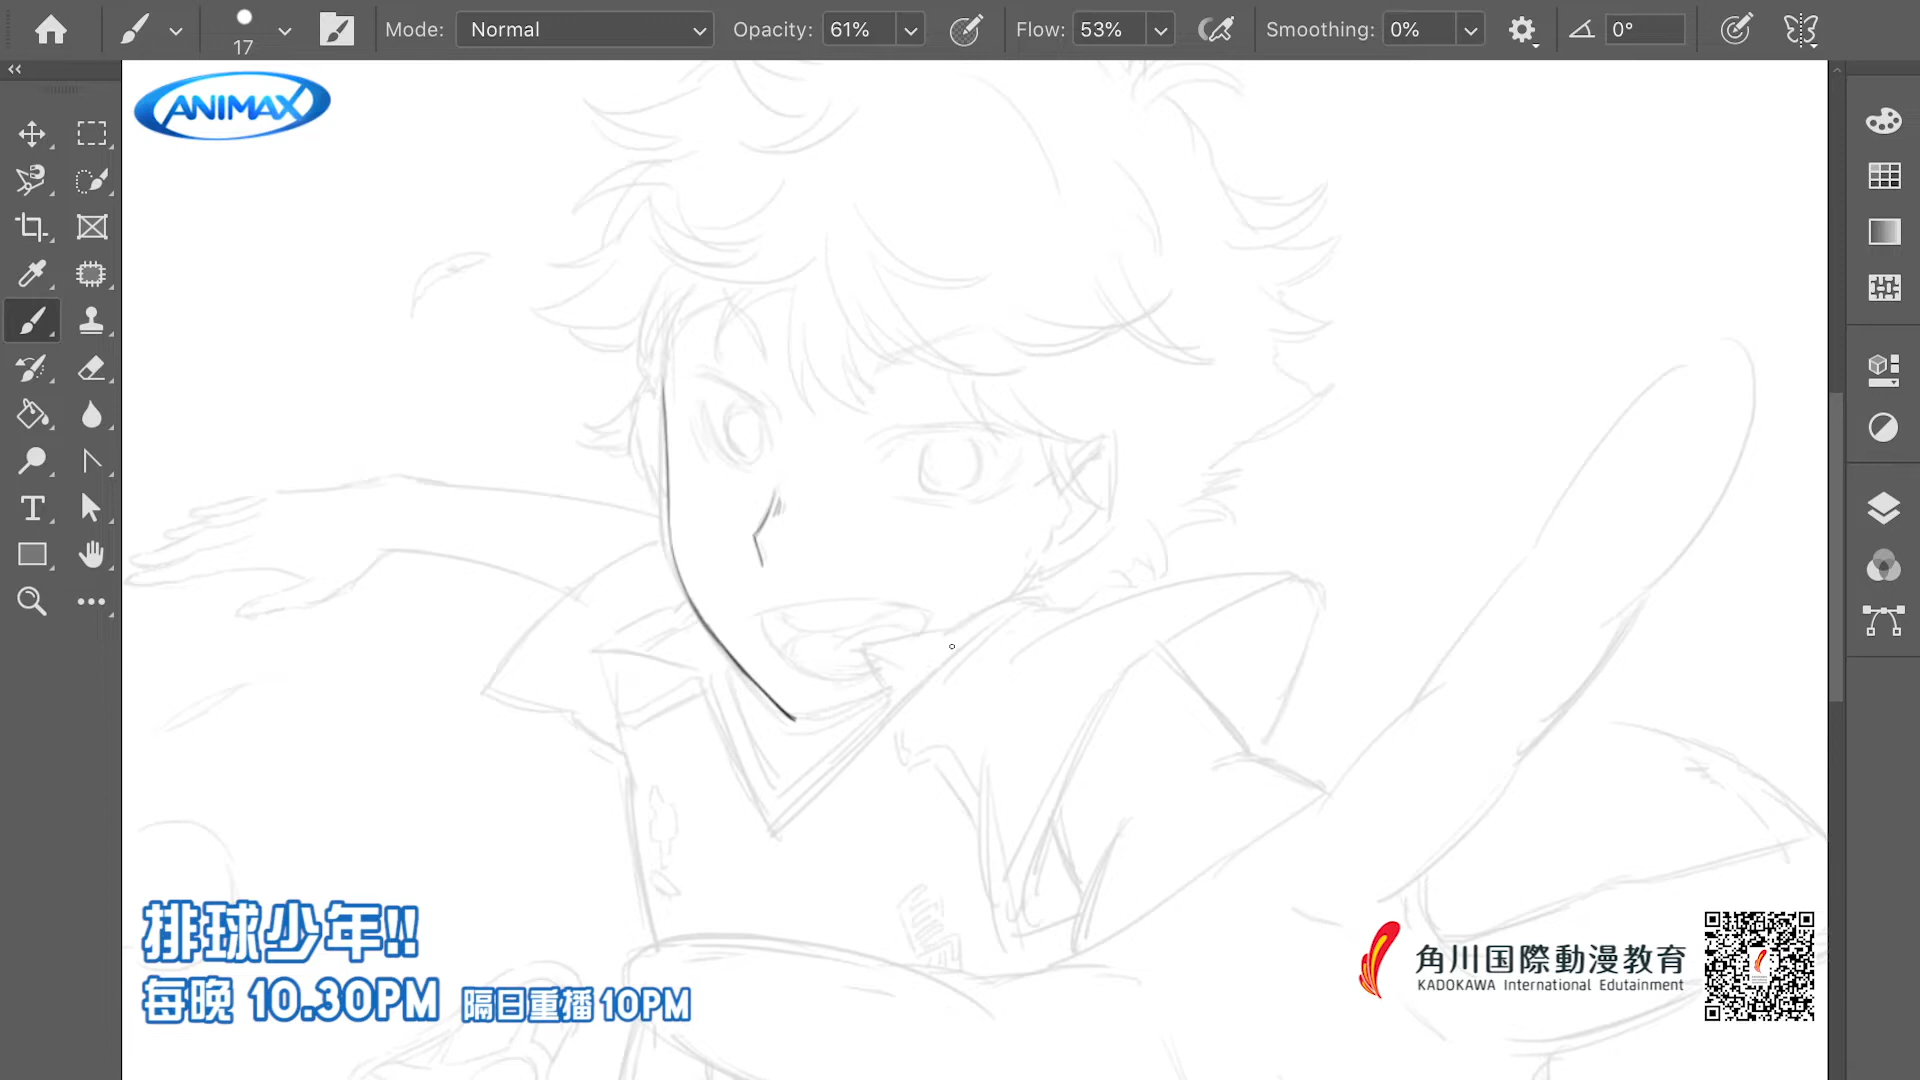 17
Mode: Normal Opacity: 61% Flow: 53% Smoothing: 0% 0°
ANIMAX
排球少年!!
每晚 10.30PM 隔日重播 10PM
角川国際動漫教育
KADOKAWA International Edutainment